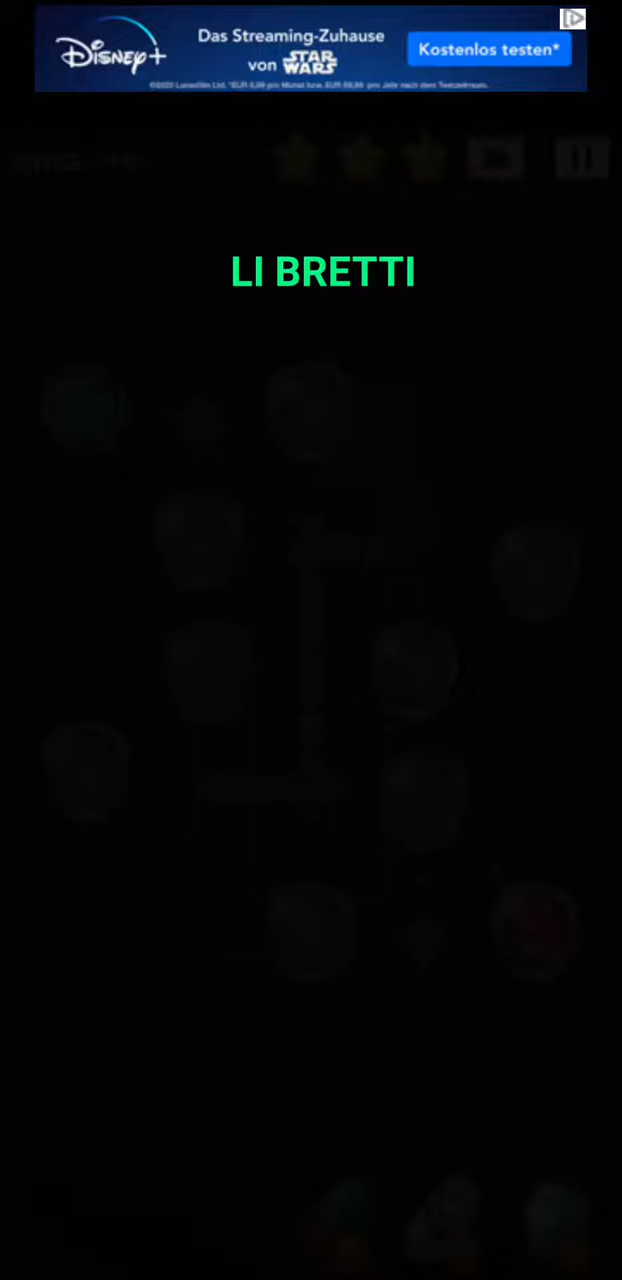 Disney+
Das Streaming-Zuhause
von STAR WARS
Kostenlos testen*
LI BRETTI